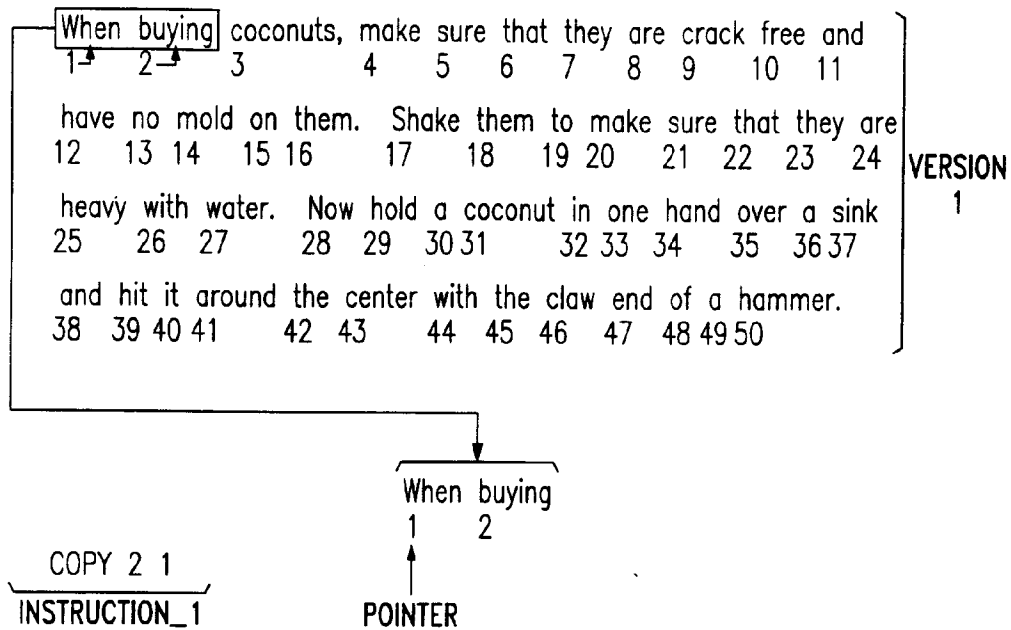 When buying coconuts, make sure that they are crack free and
1 2 3 4 5 6 7 8 9 10 11
have no mold on them. Shake them to make sure that they are
12 13 14 15 16 17 18 19 20 21 22 23 24
VERSION
1
heavy with water. Now hold a coconut in one hand over a sink
25 26 27 28 29 30 31 32 33 34 35 36 37
and hit it around the center with the claw end of a hammer.
38 39 40 41 42 43 44 45 46 47 48 49 50
When buying
1 2
COPY 2 1
INSTRUCTION_1
POINTER